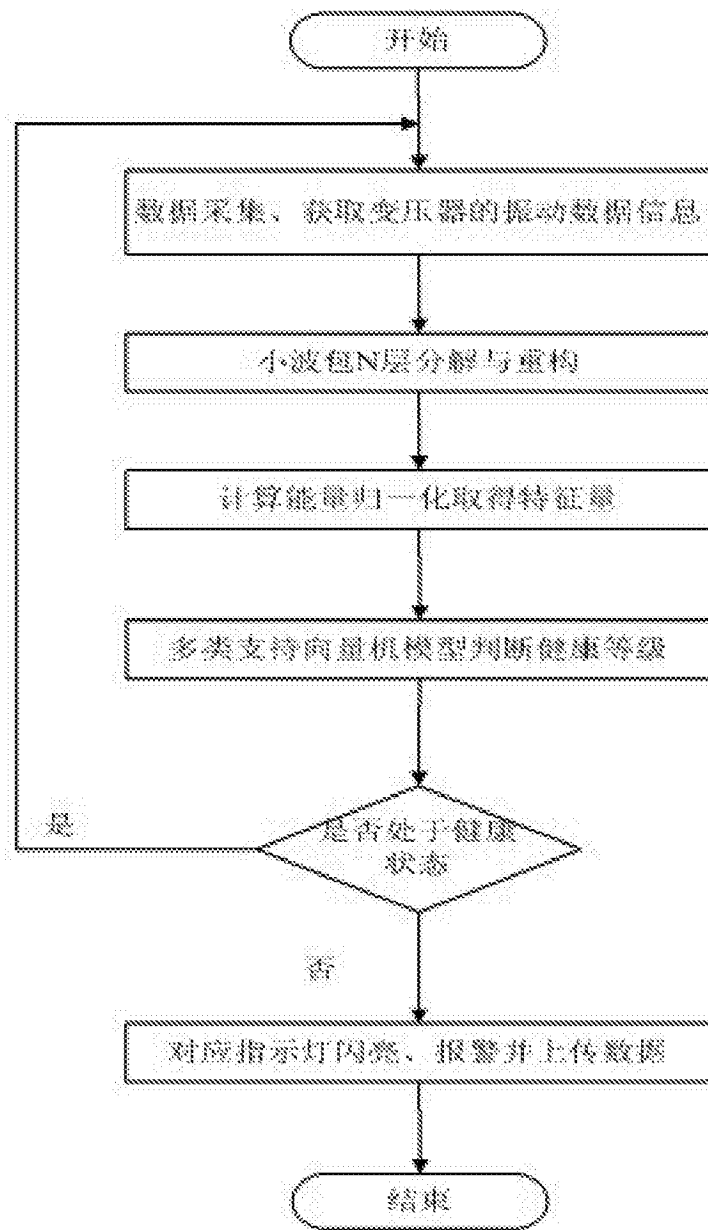 开始
数据采集、获取变压器的振动数据信息
小波包N层分解与重构
计算能量归一化取得特征量
多类支持向量机模型判断健康等级
是否处于健康
状态
是
否
对应指示灯闪亮、报警并上传数据
结束